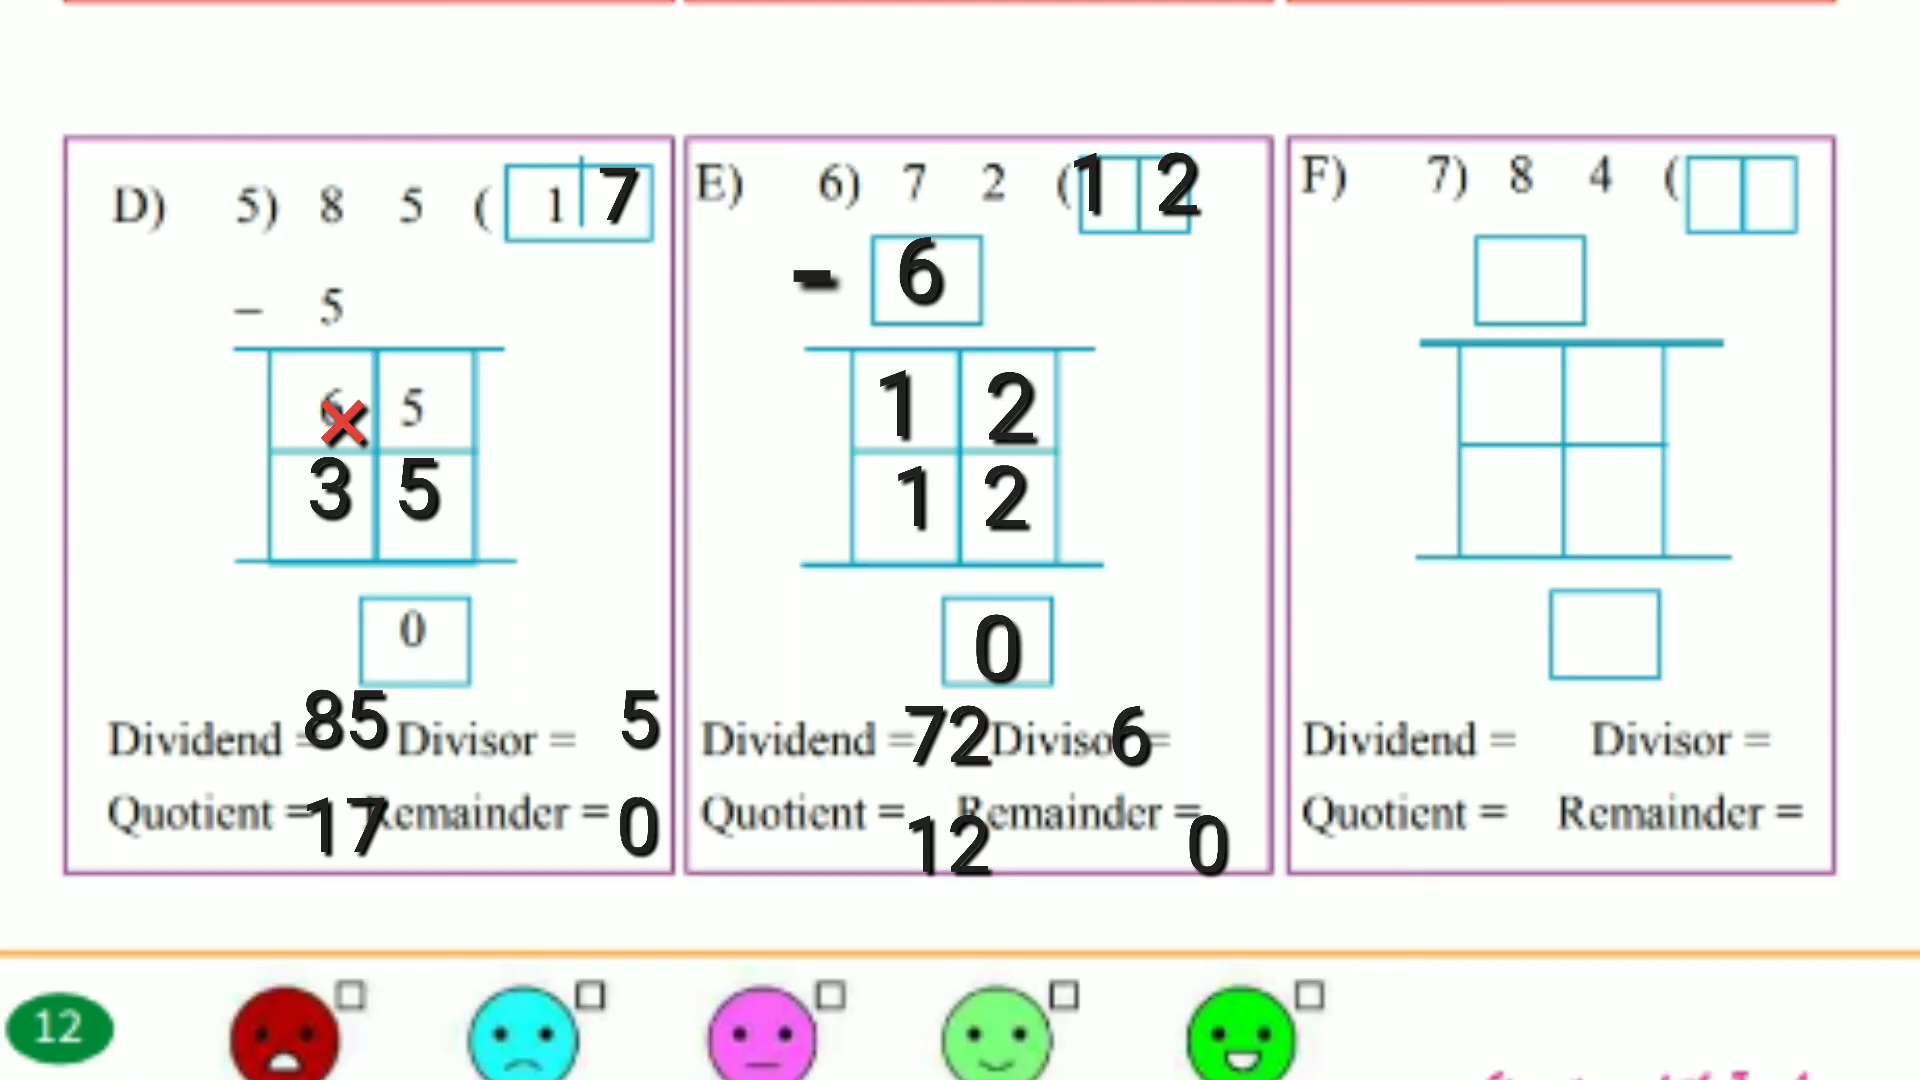 D) 5) 8 5 ( 1 7
– 5
6 5
3 5
0
Dividend = 85 Divisor = 5
Quotient = 17 Remainder = 0
E) 6) 7 2 ( 1 2
- 6
1 2
1 2
0
Dividend = 72 Divisor = 6
Quotient = 12 Remainder = 0
F) 7) 8 4 (
Dividend = Divisor =
Quotient = Remainder =
12